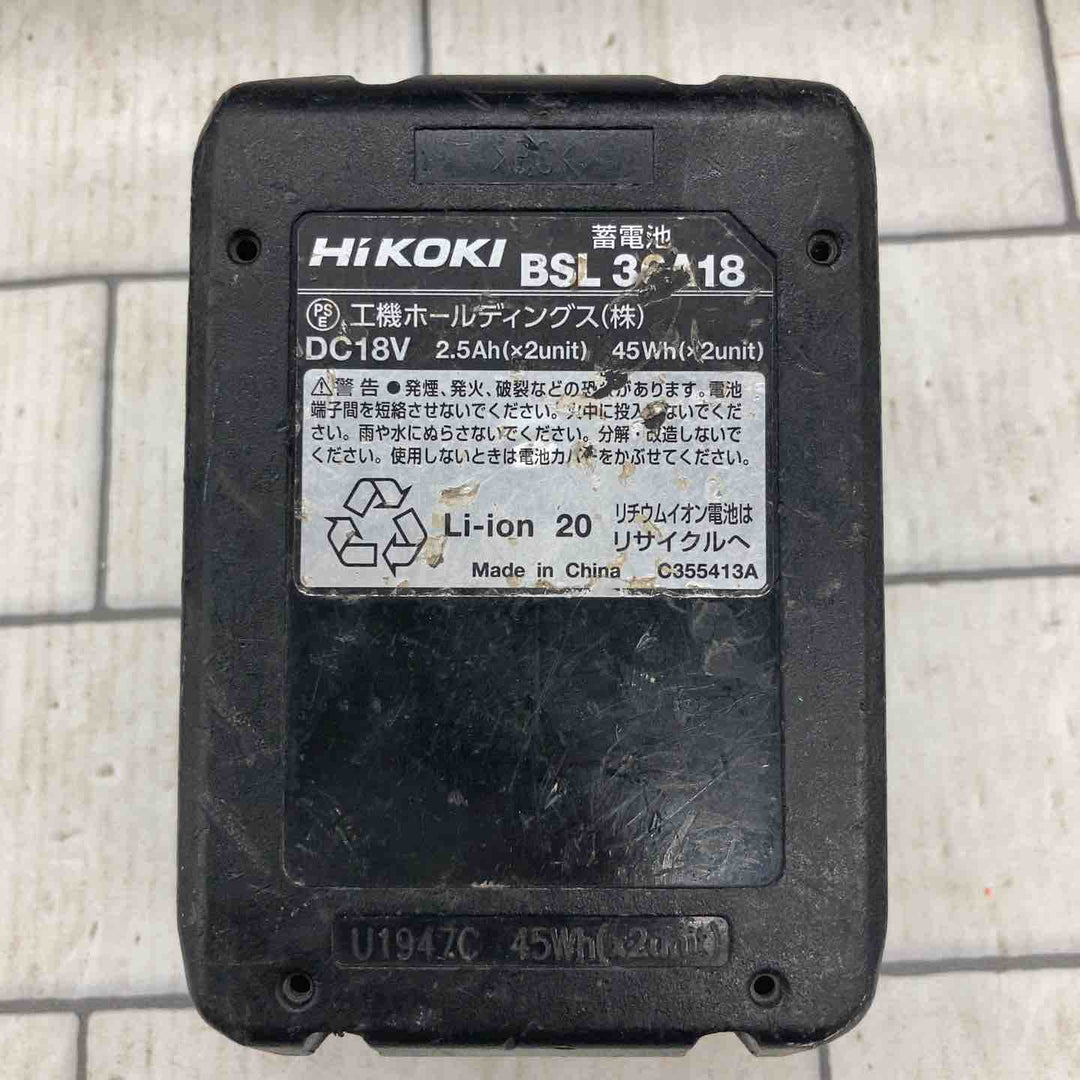 HiKOKI
蓄電池
BSL 36A18
PSE 工機ホールディングス(株)
DC18V 2.5Ah(×2unit) 45Wh(×2unit)
⚠警告 ●発煙、発火、破裂などの恐れがあります。電池
端子間を短絡させないでください。火中に投入しないでくだ
さい。雨や水にぬらさないでください。分解・改造しないで
ください。使用しないときは電池カバーをかぶせてください。
Li-ion 20
リチウムイオン電池は
リサイクルへ
Made in China C355413A
U1947C 45Wh(×2unit)